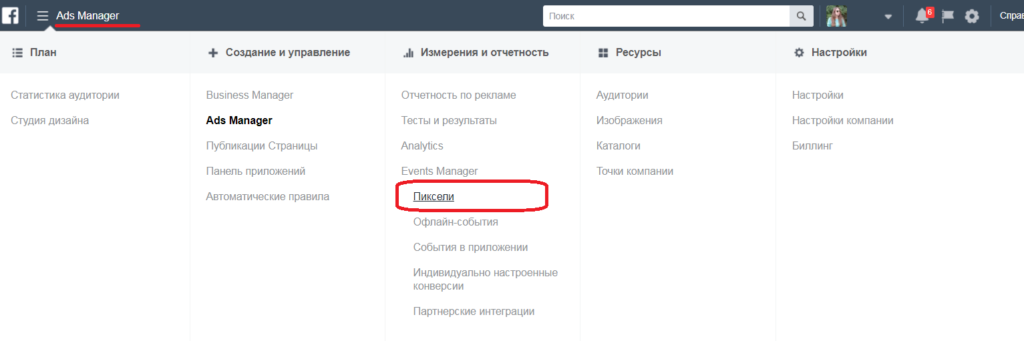 f
Ads Manager
Поиск
6
Спра
План
Статистика аудитории
Студия дизайна
Создание и управление
Business Manager
Ads Manager
Публикации Страницы
Панель приложений
Автоматические правила
Измерения и отчетность
Отчетность по рекламе
Тесты и результаты
Analytics
Events Manager
Пиксели
Офлайн-события
События в приложении
Индивидуально настроенные
конверсии
Партнерские интеграции
Ресурсы
Аудитории
Изображения
Каталоги
Точки компании
Настройки
Настройки
Настройки компании
Биллинг